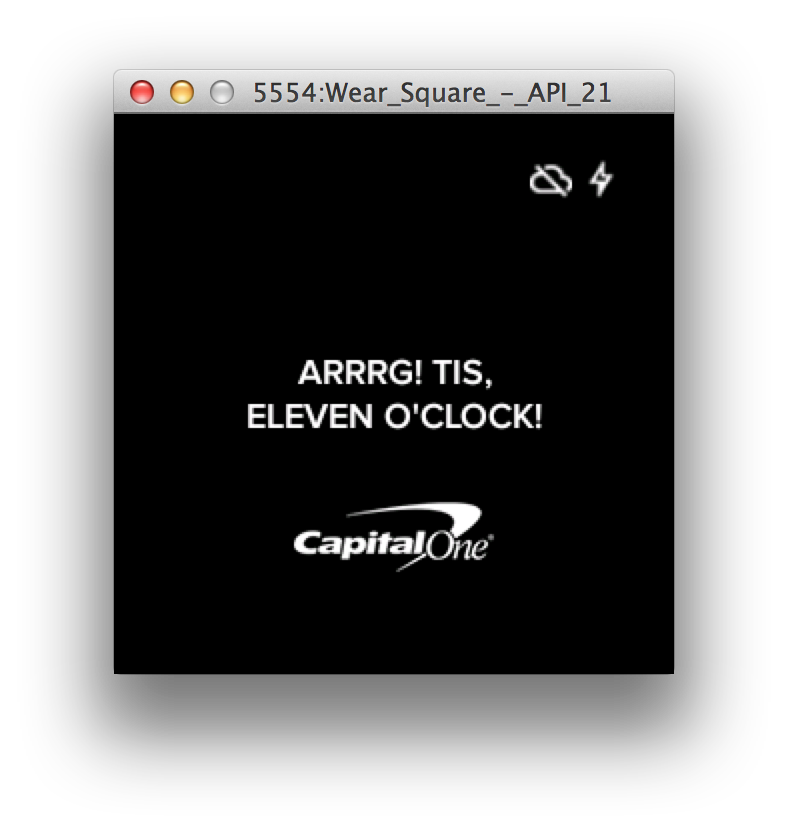 5554:Wear_Square_-_API_21
ARRRG! TIS,
ELEVEN O'CLOCK!
CapitalOne®